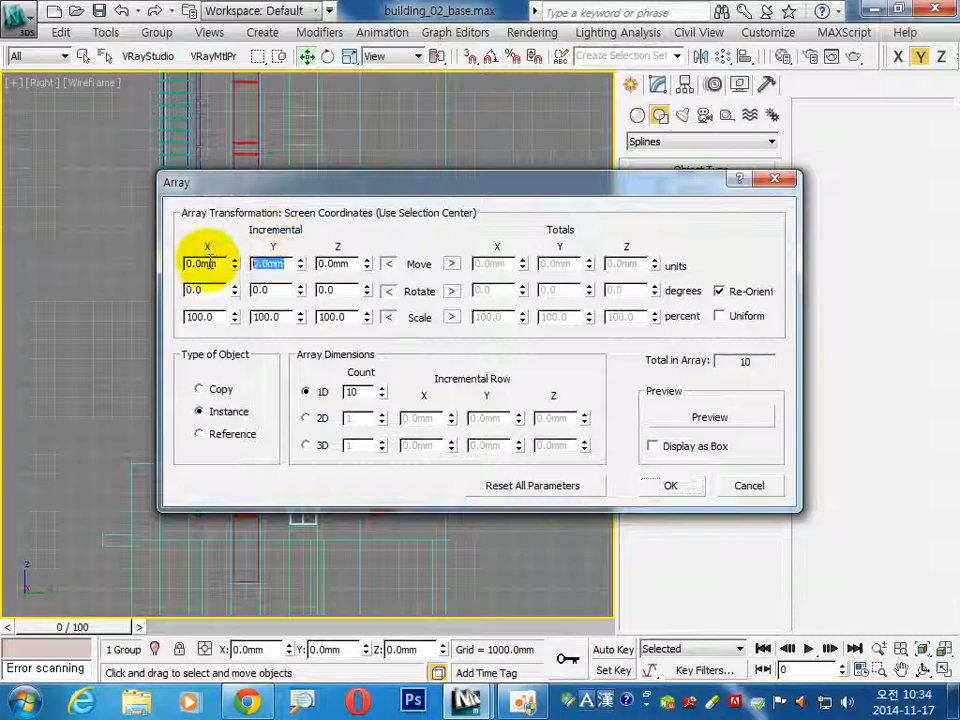 Workspace: Default
building_02_base.max
Type a keyword or phrase
Edit Tools Group Views Create Modifiers Animation Graph Editors Rendering Lighting Analysis Civil View Customize MAXScript Help
All VRayStudio VRayMtlPr View Create Selection Se X Y Z
[+] [Right] [Wireframe]
Splines
Array
Array Transformation: Screen Coordinates (Use Selection Center)
Incremental Totals
X Y Z X Y Z
0.0mm 0.0mm 0.0mm < Move > 0.0mm 0.0mm 0.0mm units
0.0 0.0 0.0 < Rotate > 0.0 0.0 0.0 degrees Re-Orient
100.0 100.0 100.0 < Scale > 100.0 100.0 100.0 percent Uniform
Type of Object Array Dimensions Total in Array: 10
Count Incremental Row
X Y Z
Copy 1D 10 Preview
Instance 2D 1 0.0mm 0.0mm 0.0mm Preview
Reference 3D 1 0.0mm 0.0mm 0.0mm Display as Box
Reset All Parameters OK Cancel
z
0 / 100
1 Group X: 0.0mm Y: 0.0mm Z: 0.0mm Grid = 1000.0mm Auto Key Selected
Error scanning Click and drag to select and move objects Add Time Tag Set Key Key Filters... 0
오전 10:34
2014-11-17